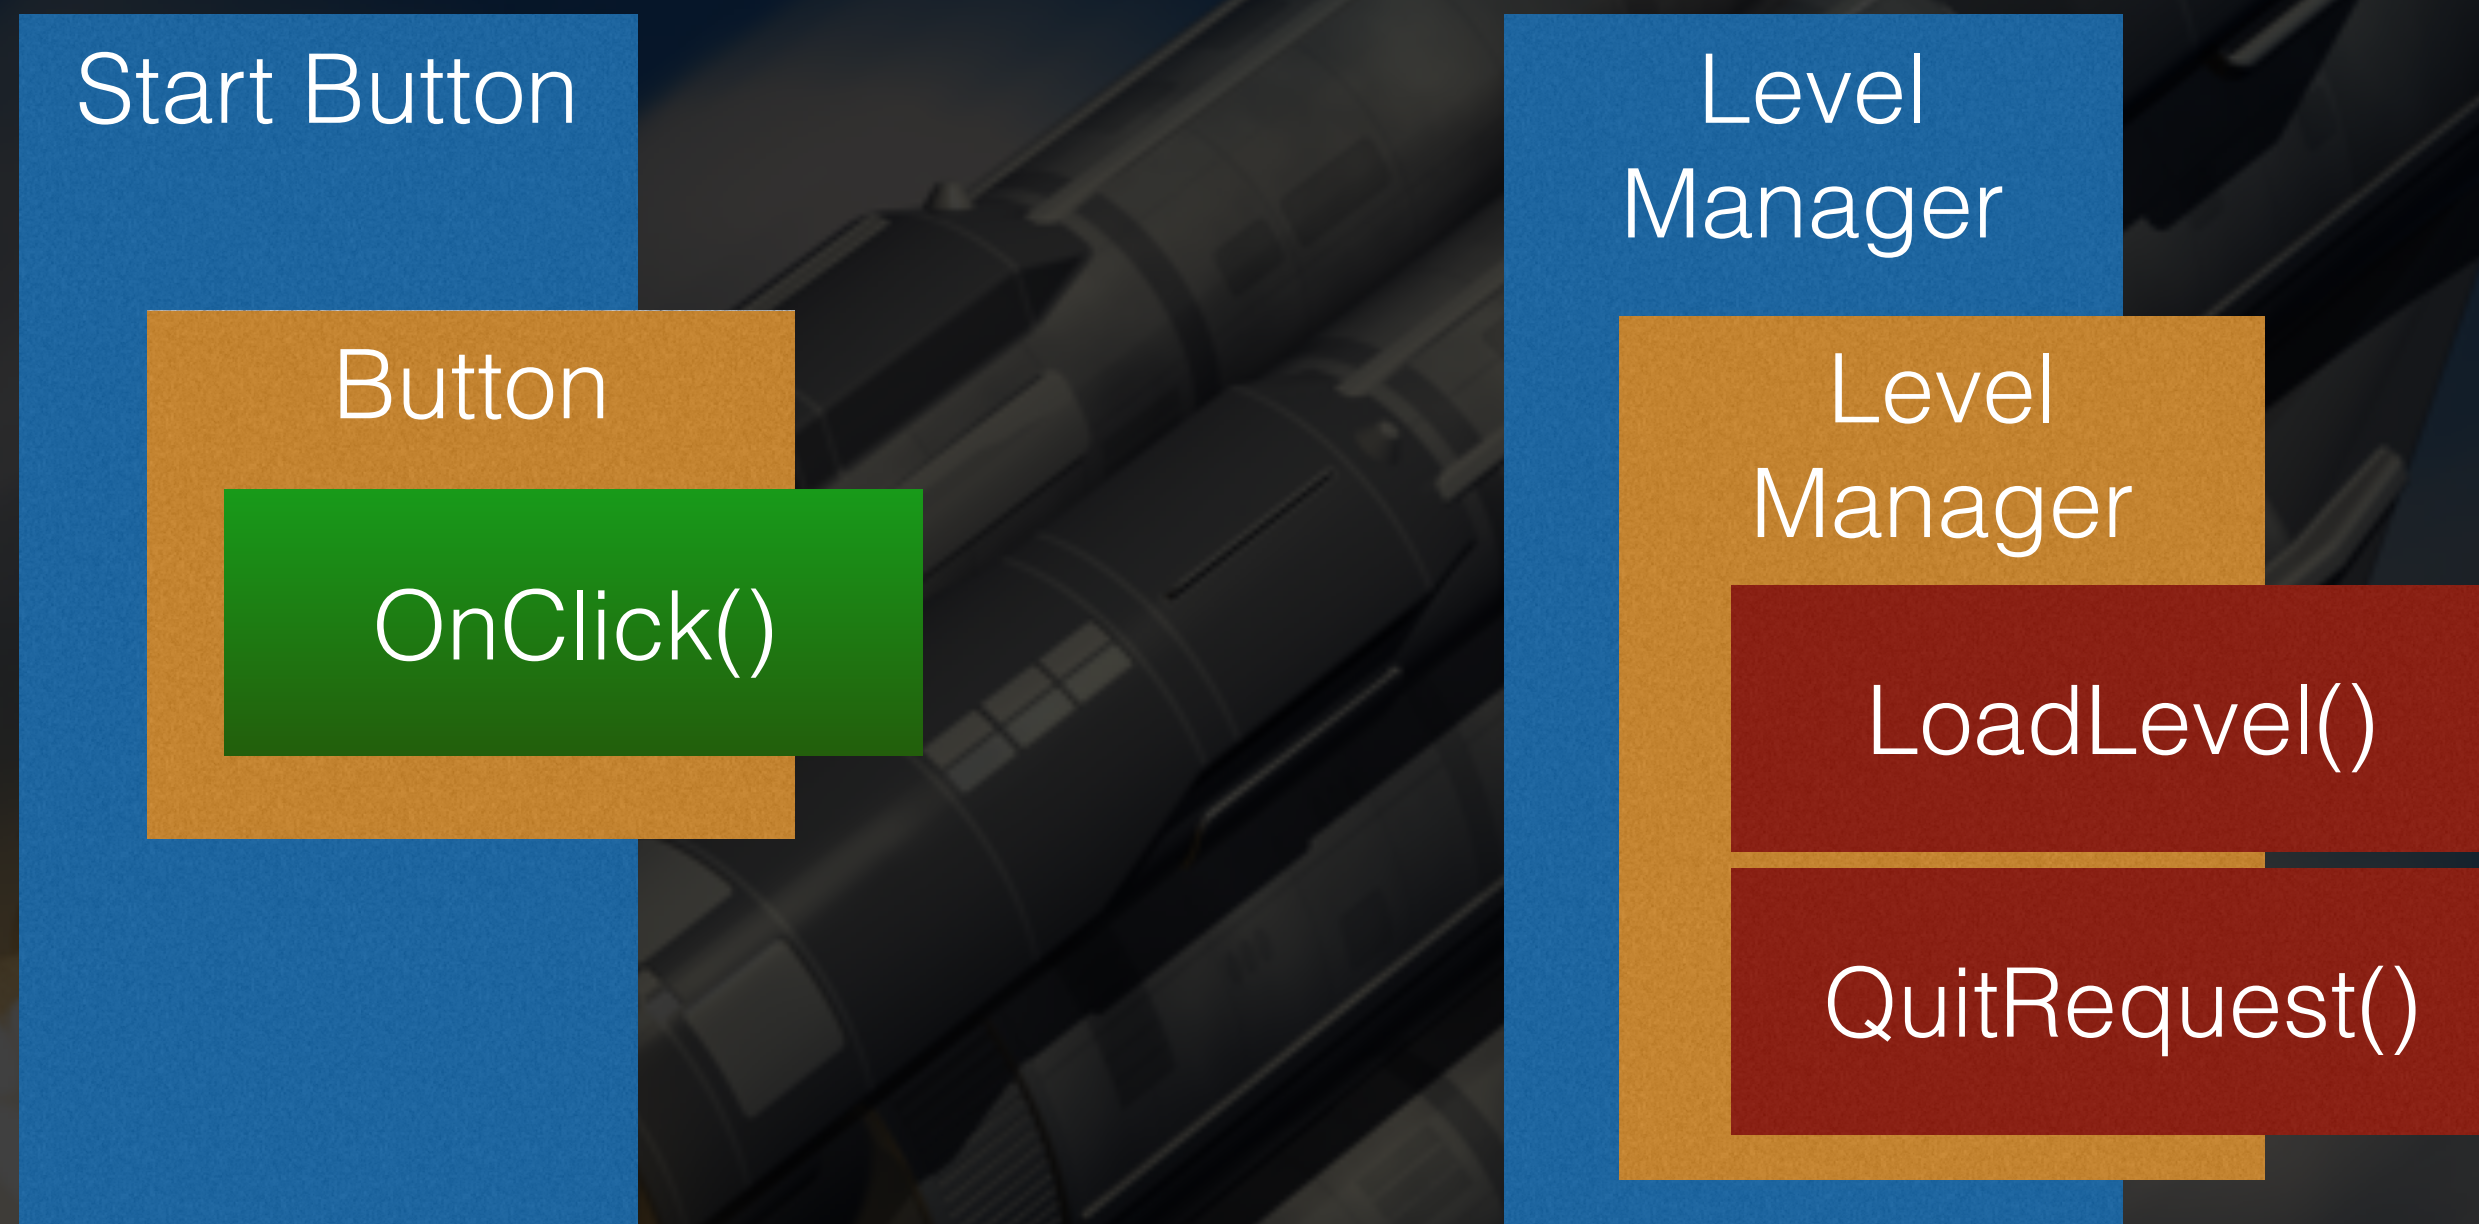 Start Button
Button
OnClick()
Level
Manager
Level
Manager
LoadLevel()
QuitRequest()